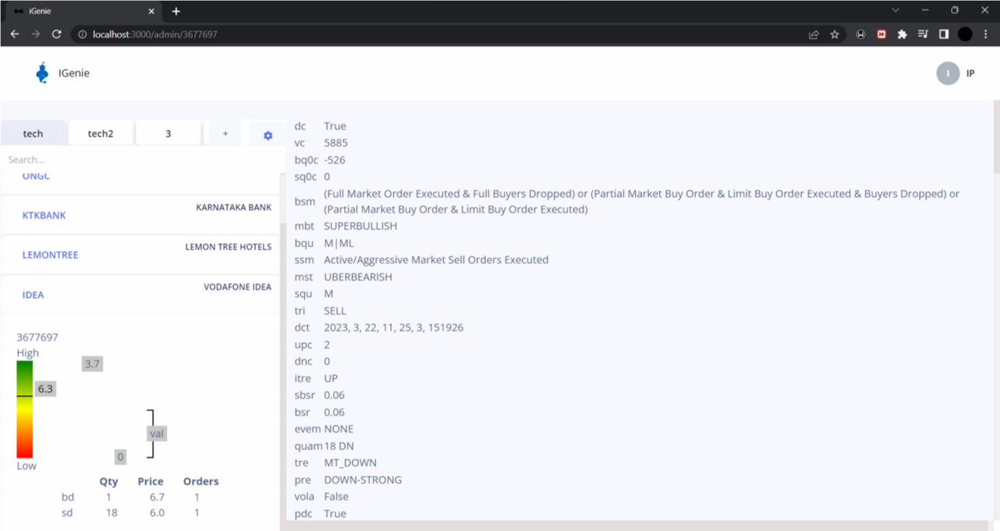 iGenie
localhost:3000/admin/3677697
IGenie
I IP
tech tech2 3 +
Search...
ONGC
KTKBANK KARNATAKA BANK
LEMONTREE LEMON TREE HOTELS
IDEA VODAFONE IDEA
3677697
High
3.7
6.3
val
0
Low
Qty Price Orders
bd 1 6.7 1
sd 18 6.0 1
dc True
vc 5885
bq0c -526
sq0c 0
bsm (Full Market Order Executed & Full Buyers Dropped) or (Partial Market Buy Order & Limit Buy Order Executed & Buyers Dropped) or
(Partial Market Buy Order & Limit Buy Order Executed)
mbt SUPERBULLISH
bqu M|ML
ssm Active/Aggressive Market Sell Orders Executed
mst UBERBEARISH
squ M
tri SELL
dct 2023, 3, 22, 11, 25, 3, 151926
upc 2
dnc 0
itre UP
sbsr 0.06
bsr 0.06
evem NONE
quam 18 DN
tre MT_DOWN
pre DOWN-STRONG
vola False
pdc True